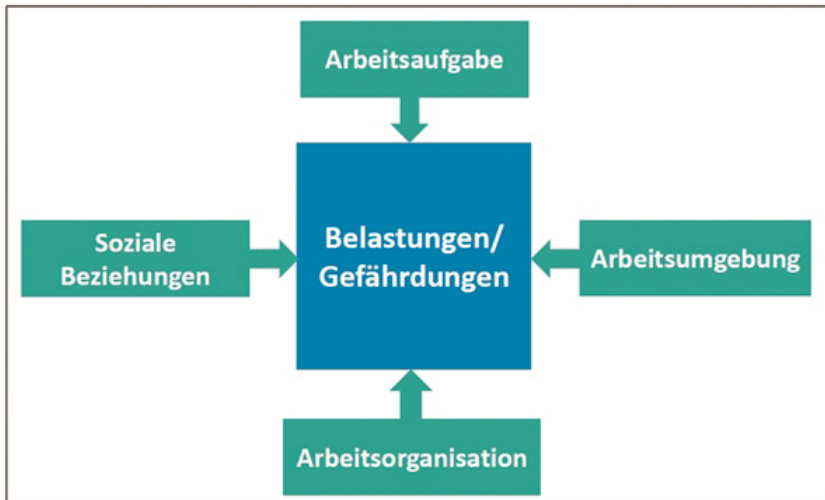 Arbeitsaufgabe
Soziale
Beziehungen
Belastungen/
Gefährdungen
Arbeitsumgebung
Arbeitsorganisation